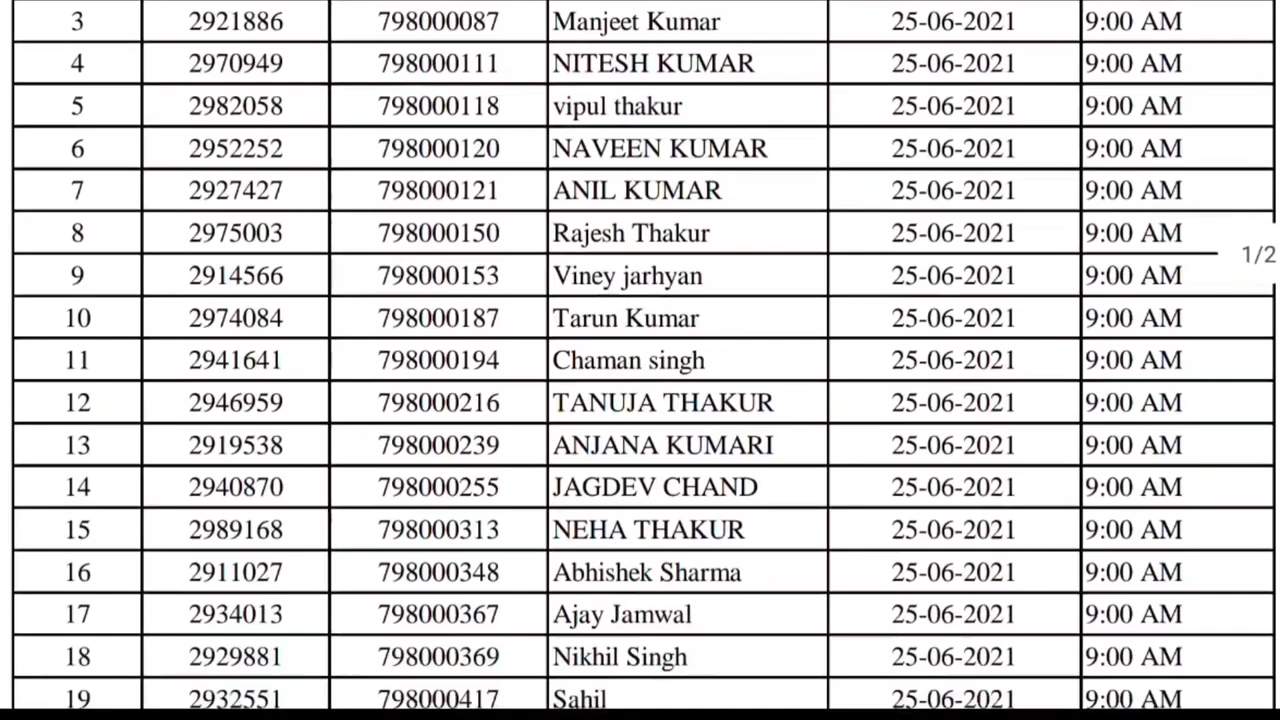 3 2921886 798000087 Manjeet Kumar 25-06-2021 9:00 AM
4 2970949 798000111 NITESH KUMAR 25-06-2021 9:00 AM
5 2982058 798000118 vipul thakur 25-06-2021 9:00 AM
6 2952252 798000120 NAVEEN KUMAR 25-06-2021 9:00 AM
7 2927427 798000121 ANIL KUMAR 25-06-2021 9:00 AM
8 2975003 798000150 Rajesh Thakur 25-06-2021 9:00 AM
1/2
9 2914566 798000153 Viney jarhyan 25-06-2021 9:00 AM
10 2974084 798000187 Tarun Kumar 25-06-2021 9:00 AM
11 2941641 798000194 Chaman singh 25-06-2021 9:00 AM
12 2946959 798000216 TANUJA THAKUR 25-06-2021 9:00 AM
13 2919538 798000239 ANJANA KUMARI 25-06-2021 9:00 AM
14 2940870 798000255 JAGDEV CHAND 25-06-2021 9:00 AM
15 2989168 798000313 NEHA THAKUR 25-06-2021 9:00 AM
16 2911027 798000348 Abhishek Sharma 25-06-2021 9:00 AM
17 2934013 798000367 Ajay Jamwal 25-06-2021 9:00 AM
18 2929881 798000369 Nikhil Singh 25-06-2021 9:00 AM
19 2932551 798000417 Sahil 25-06-2021 9:00 AM